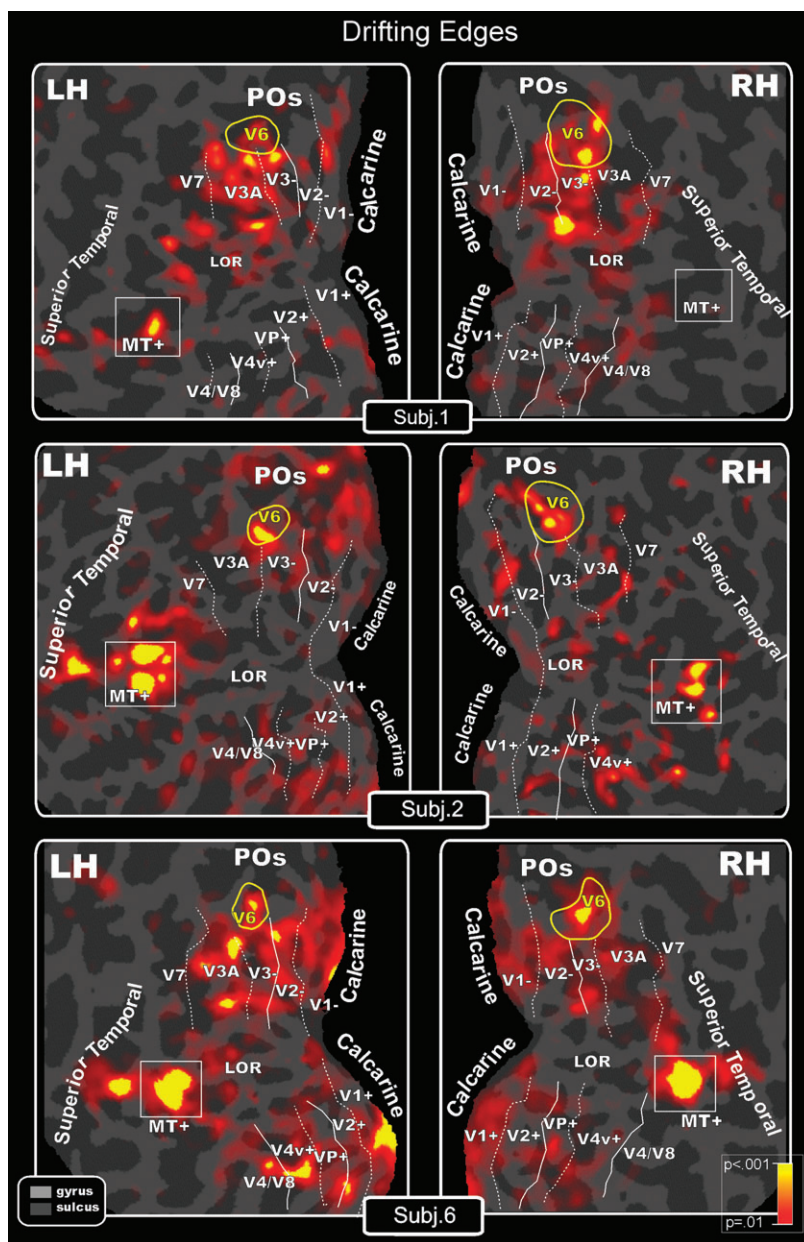 Drifting Edges
LH
POs
V6
V7
V3A
V3-
V2-
V1-
Calcarine
Superior Temporal
LOR
Calcarine
V1+
V2+
VP+
V4v+
V4/V8
MT+
RH
POs
V6
V1-
V2-
V3-
V3A
V7
Calcarine
Superior Temporal
LOR
Calcarine
V1+
V2+
VP+
V4v+
V4/V8
MT+
Subj.1
LH
POs
V6
V3A
V3-
V7
V2-
V1-
Calcarine
Superior Temporal
LOR
MT+
V1+
V2+
Calcarine
V4v+
VP+
V4/V8
RH
POs
V6
V7
V3A
V3-
V2-
V1-
Calcarine
Superior Temporal
LOR
MT+
Calcarine
V1+
V2+
VP+
V4v+
Subj.2
LH
POs
V6
V7
V3A
V3-
V2-
V1-
Calcarine
Superior Temporal
LOR
Calcarine
MT+
V1+
V2+
V4v+
VP+
V4/V8
RH
POs
V6
V7
V3A
V3-
V2-
V1-
Calcarine
Superior Temporal
LOR
Calcarine
MT+
V1+
V2+
VP+
V4v+
V4/V8
Subj.6
gyrus
sulcus
p<.001
p=.01